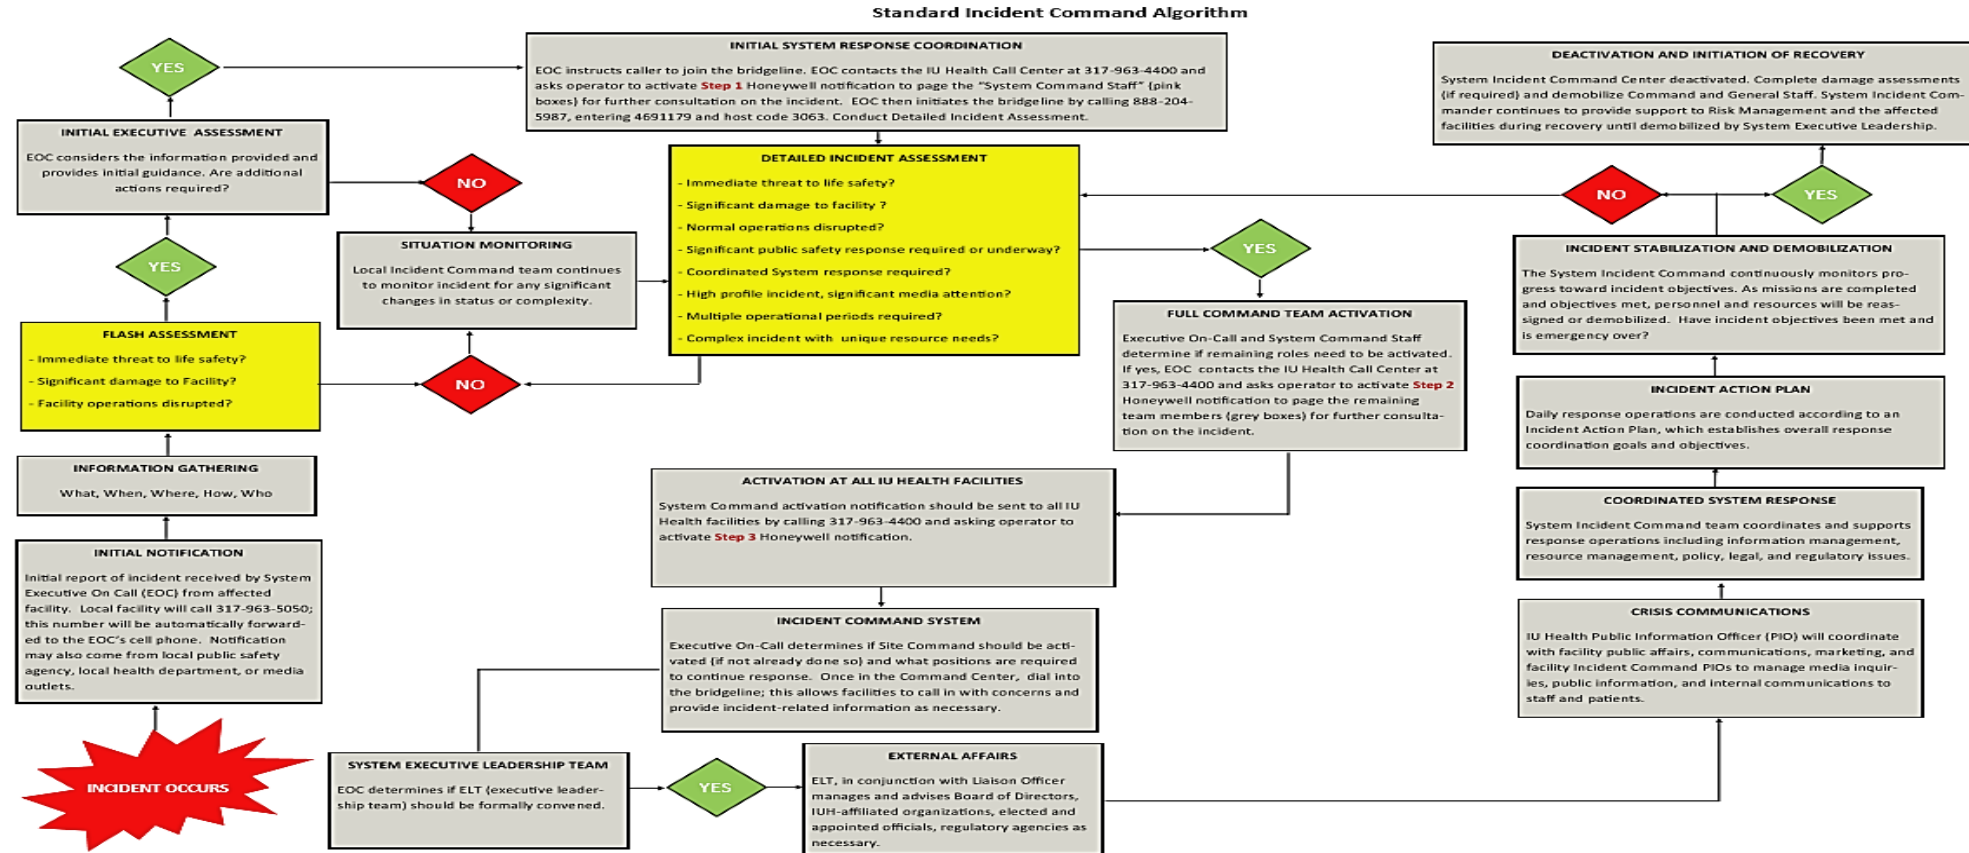 Standard Incident Command Algorithm
YES
INITIAL SYSTEM RESPONSE COORDINATION
EOC instructs caller to join the bridgeline. EOC contacts the IU Health Call Center at 317-963-4400 and
asks operator to activate Step 1 Honeywell notification to page the “System Command Staff” (pink
boxes) for further consultation on the incident. EOC then initiates the bridgeline by calling 888-204-
5987, entering 4691179 and host code 3063. Conduct Detailed Incident Assessment.
DEACTIVATION AND INITIATION OF RECOVERY
System Incident Command Center deactivated. Complete damage assessments
(if required) and demobilize Command and General Staff. System Incident Com-
mander continues to provide support to Risk Management and the affected
facilities during recovery until demobilized by System Executive Leadership.
INITIAL EXECUTIVE ASSESSMENT
EOC considers the information provided and
provides initial guidance. Are additional
actions required?
NO
DETAILED INCIDENT ASSESSMENT
- Immediate threat to life safety?
- Significant damage to facility ?
- Normal operations disrupted?
- Significant public safety response required or underway?
- Coordinated System response required?
- High profile incident, significant media attention?
- Multiple operational periods required?
- Complex incident with unique resource needs?
NO
YES
YES
SITUATION MONITORING
Local Incident Command team continues
to monitor incident for any significant
changes in status or complexity.
YES
INCIDENT STABILIZATION AND DEMOBILIZATION
The System Incident Command continuously monitors pro-
gress toward incident objectives. As missions are completed
and objectives met, personnel and resources will be reas-
signed or demobilized. Have incident objectives been met and
is emergency over?
FLASH ASSESSMENT
- Immediate threat to life safety?
- Significant damage to Facility?
- Facility operations disrupted?
NO
FULL COMMAND TEAM ACTIVATION
Executive On-Call and System Command Staff
determine if remaining roles need to be activated.
If yes, EOC contacts the IU Health Call Center at
317-963-4400 and asks operator to activate Step 2
Honeywell notification to page the remaining
team members (grey boxes) for further consulta-
tion on the incident.
INCIDENT ACTION PLAN
Daily response operations are conducted according to an
Incident Action Plan, which establishes overall response
coordination goals and objectives.
INFORMATION GATHERING
What, When, Where, How, Who
ACTIVATION AT ALL IU HEALTH FACILITIES
System Command activation notification should be sent to all IU
Health facilities by calling 317-963-4400 and asking operator to
activate Step 3 Honeywell notification.
COORDINATED SYSTEM RESPONSE
System Incident Command team coordinates and supports
response operations including information management,
resource management, policy, legal, and regulatory issues.
INITIAL NOTIFICATION
Initial report of incident received by System
Executive On Call (EOC) from affected
facility. Local facility will call 317-963-5050;
this number will be automatically forward-
ed to the EOC’s cell phone. Notification
may also come from local public safety
agency, local health department, or media
outlets.
INCIDENT COMMAND SYSTEM
Executive On-Call determines if Site Command should be acti-
vated (if not already done so) and what positions are required
to continue response. Once in the Command Center, dial into
the bridgeline; this allows facilities to call in with concerns and
provide incident-related information as necessary.
CRISIS COMMUNICATIONS
IU Health Public Information Officer (PIO) will coordinate
with facility public affairs, communications, marketing, and
facility Incident Command PIOs to manage media inquir-
ies, public information, and internal communications to
staff and patients.
INCIDENT OCCURS
SYSTEM EXECUTIVE LEADERSHIP TEAM
EOC determines if ELT (executive leader-
ship team) should be formally convened.
YES
EXTERNAL AFFAIRS
ELT, in conjunction with Liaison Officer
manages and advises Board of Directors,
IUH-affiliated organizations, elected and
appointed officials, regulatory agencies as
necessary.